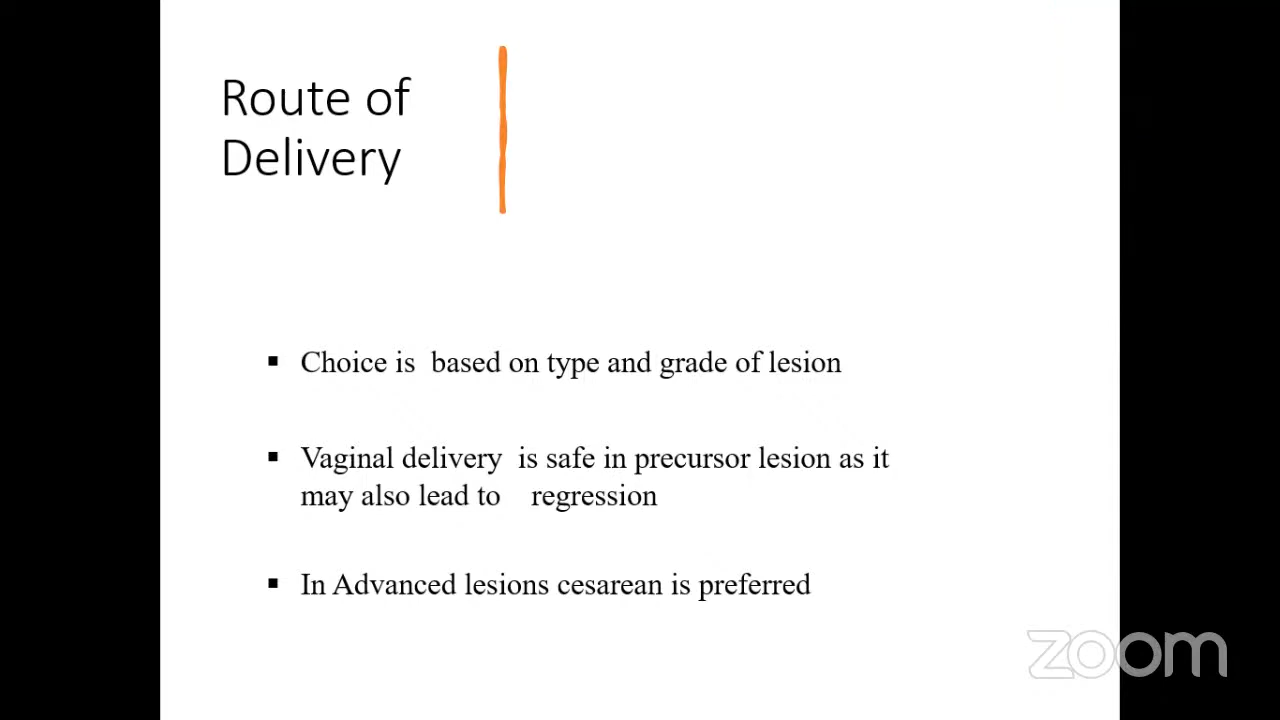 Route of
Delivery
▪ Choice is based on type and grade of lesion
▪ Vaginal delivery is safe in precursor lesion as it
may also lead to regression
▪ In Advanced lesions cesarean is preferred
zoom